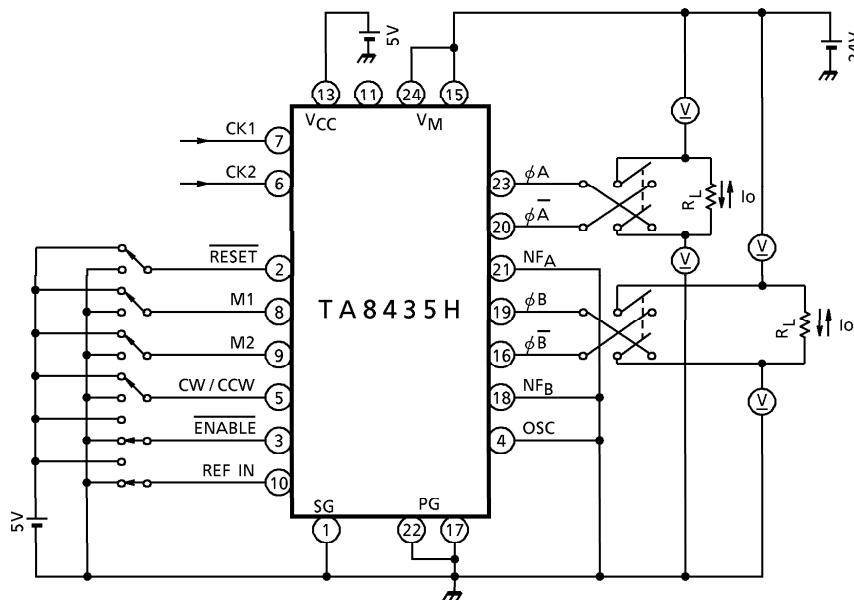 5V
24V
13
11
24
15
VCC
VM
CK1
7
CK2
6
V
23
φA
RL
Io
20
φA̅
RESET
2
21
NFA
V
V
M1
8
TA8435H
19
φB
M2
9
16
φB̅
RL
Io
CW / CCW
5
18
NFB
V
ENABLE
3
4
OSC
REF IN
10
5V
SG
PG
1
22
17